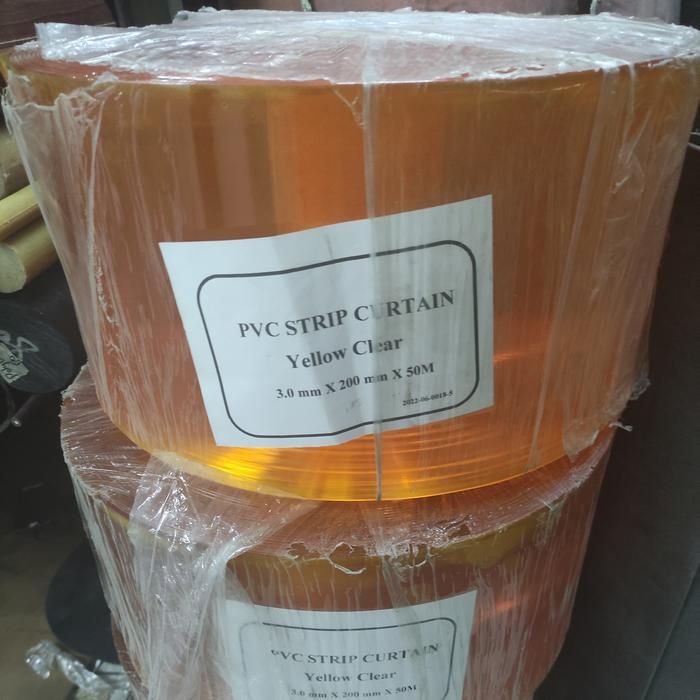 PVC STRIP CURTAIN
Yellow Clear
3.0 mm X 200 mm X 50M
2022-06-0018-5
PVC STRIP CURTAIN
Yellow Clear
3.0 mm X 200 mm X 50M